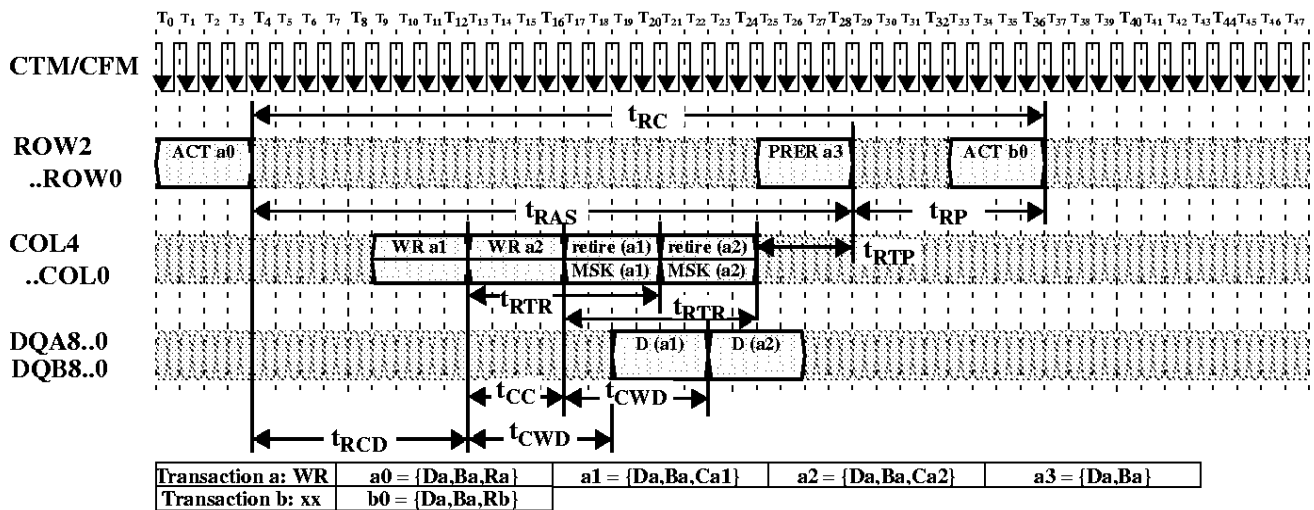 T0 T1 T2 T3 T4 T5 T6 T7 T8 T9 T10 T11 T12 T13 T14 T15 T16 T17 T18 T19 T20 T21 T22 T23 T24 T25 T26 T27 T28 T29 T30 T31 T32 T33 T34 T35 T36 T37 T38 T39 T40 T41 T42 T43 T44 T45 T46 T47
CTM/CFM
tRC
ROW2 ACT a0 PRER a3 ACT b0
..ROW0
tRAS tRP
COL4 WR a1 WR a2 retire (a1) retire (a2) tRTP
..COL0 MSK (a1) MSK (a2)
tRTR tRTR
DQA8..0 D (a1) D (a2)
DQB8..0
tCC tCWD
tRCD tCWD
Transaction a: WR a0 = {Da,Ba,Ra} a1 = {Da,Ba,Ca1} a2 = {Da,Ba,Ca2} a3 = {Da,Ba}
Transaction b: xx b0 = {Da,Ba,Rb}